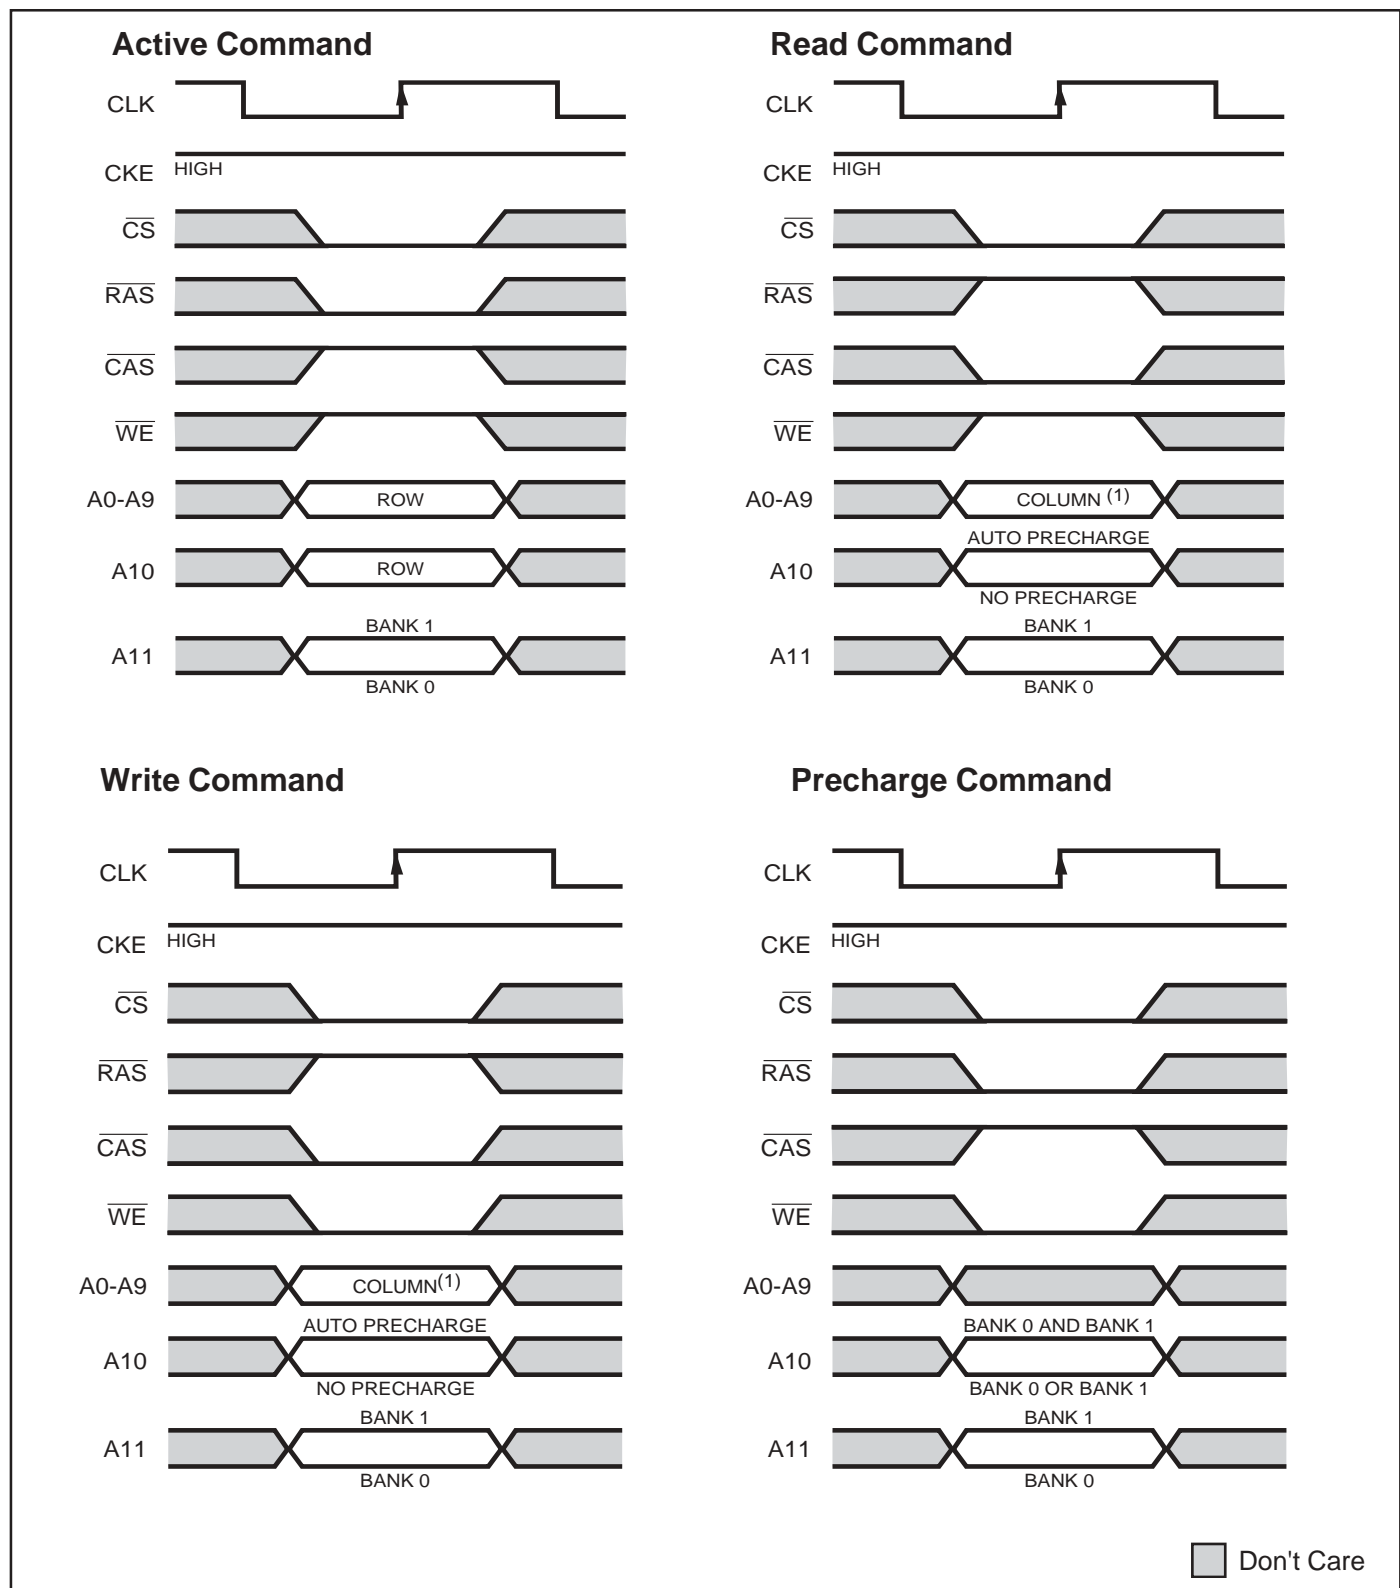 Active Command
CLK
CKE HIGH
CS
RAS
CAS
WE
A0-A9 ROW
A10 ROW
BANK 1
A11
BANK 0
Read Command
CLK
CKE HIGH
CS
RAS
CAS
WE
A0-A9 COLUMN (1)
AUTO PRECHARGE
A10
NO PRECHARGE
BANK 1
A11
BANK 0
Write Command
CLK
CKE HIGH
CS
RAS
CAS
WE
A0-A9 COLUMN(1)
AUTO PRECHARGE
A10
NO PRECHARGE
BANK 1
A11
BANK 0
Precharge Command
CLK
CKE HIGH
CS
RAS
CAS
WE
A0-A9
BANK 0 AND BANK 1
A10
BANK 0 OR BANK 1
BANK 1
A11
BANK 0
Don't Care